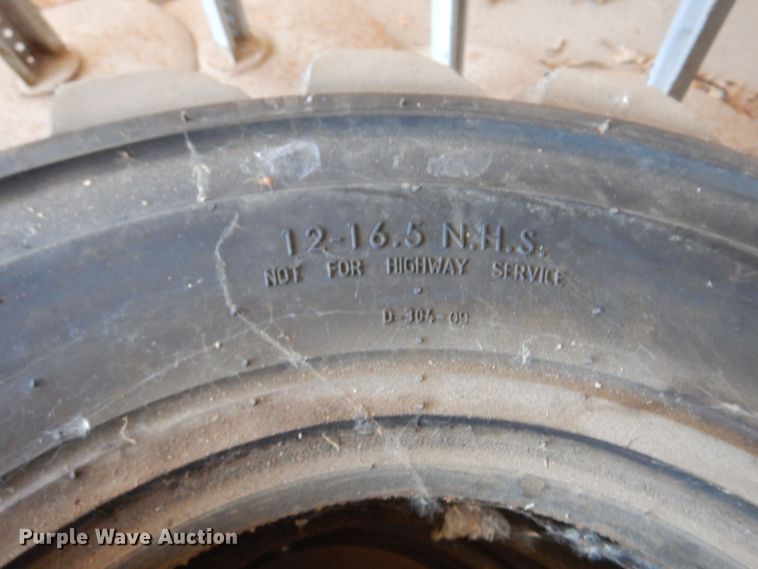 12-16.5 N.H.S.
NOT FOR HIGHWAY SERVICE
D-304-09
Purple Wave Auction®